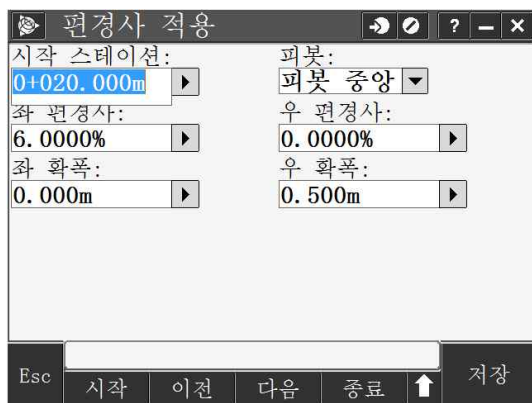 편경사 적용
? – ×
시작 스테이션: 피봇:
0+020.000m 피봇 중앙
좌 편경사: 우 편경사:
6.0000% 0.0000%
좌 확폭: 우 확폭:
0.000m 0.500m
Esc 시작 이전 다음 종료 저장